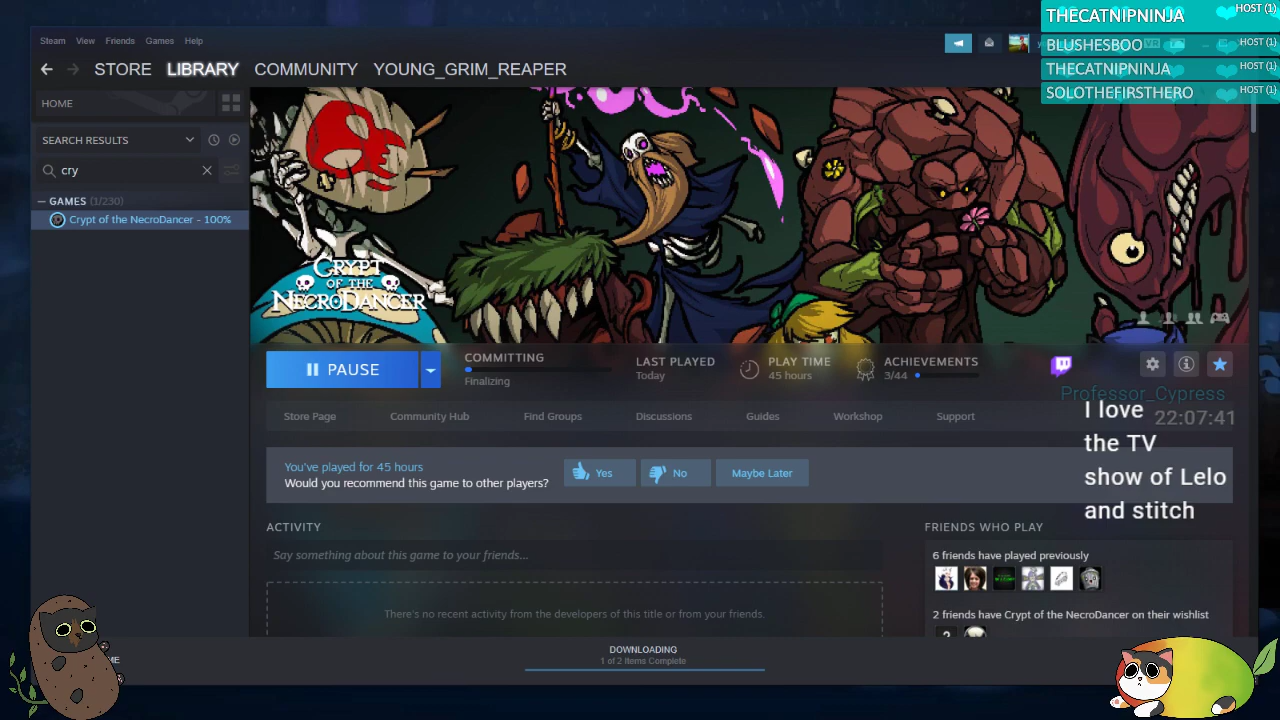 THECATNIPNINJA
HOST (1)
BLUSHESBOO
HOST (1)
THECATNIPNINJA
HOST (1)
SOLOTHEFIRSTHERO
HOST (1)
Steam View Friends Games Help
STORE LIBRARY COMMUNITY YOUNG_GRIM_REAPER
HOME
SEARCH RESULTS
cry
GAMES (1/230)
Crypt of the NecroDancer - 100%
CRYPT
OF THE
NECRODANCER
PAUSE
COMMITTING
Finalizing
LAST PLAYED
Today
PLAY TIME
45 hours
ACHIEVEMENTS
3/44
Professor_Cypress
I love
the TV
show of Lelo
and stitch
22:07:41
Store Page Community Hub Find Groups Discussions Guides Workshop Support
You've played for 45 hours
Would you recommend this game to other players?
Yes No Maybe Later
ACTIVITY
Say something about this game to your friends...
There's no recent activity from the developers of this title or from your friends.
FRIENDS WHO PLAY
6 friends have played previously
2 friends have Crypt of the NecroDancer on their wishlist
?
DOWNLOADING
1 of 2 Items Complete